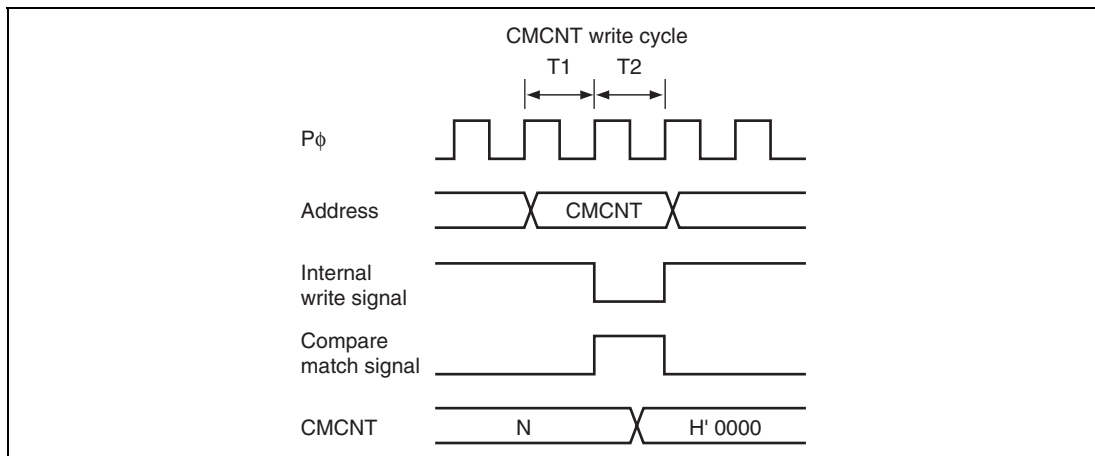 CMCNT write cycle
T1 T2
Pϕ
Address CMCNT
Internal
write signal
Compare
match signal
CMCNT N H' 0000